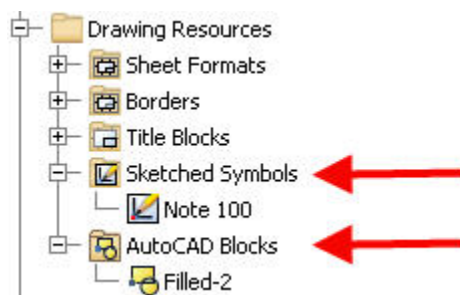 Drawing Resources
Sheet Formats
Borders
Title Blocks
Sketched Symbols
Note 100
AutoCAD Blocks
Filled-2